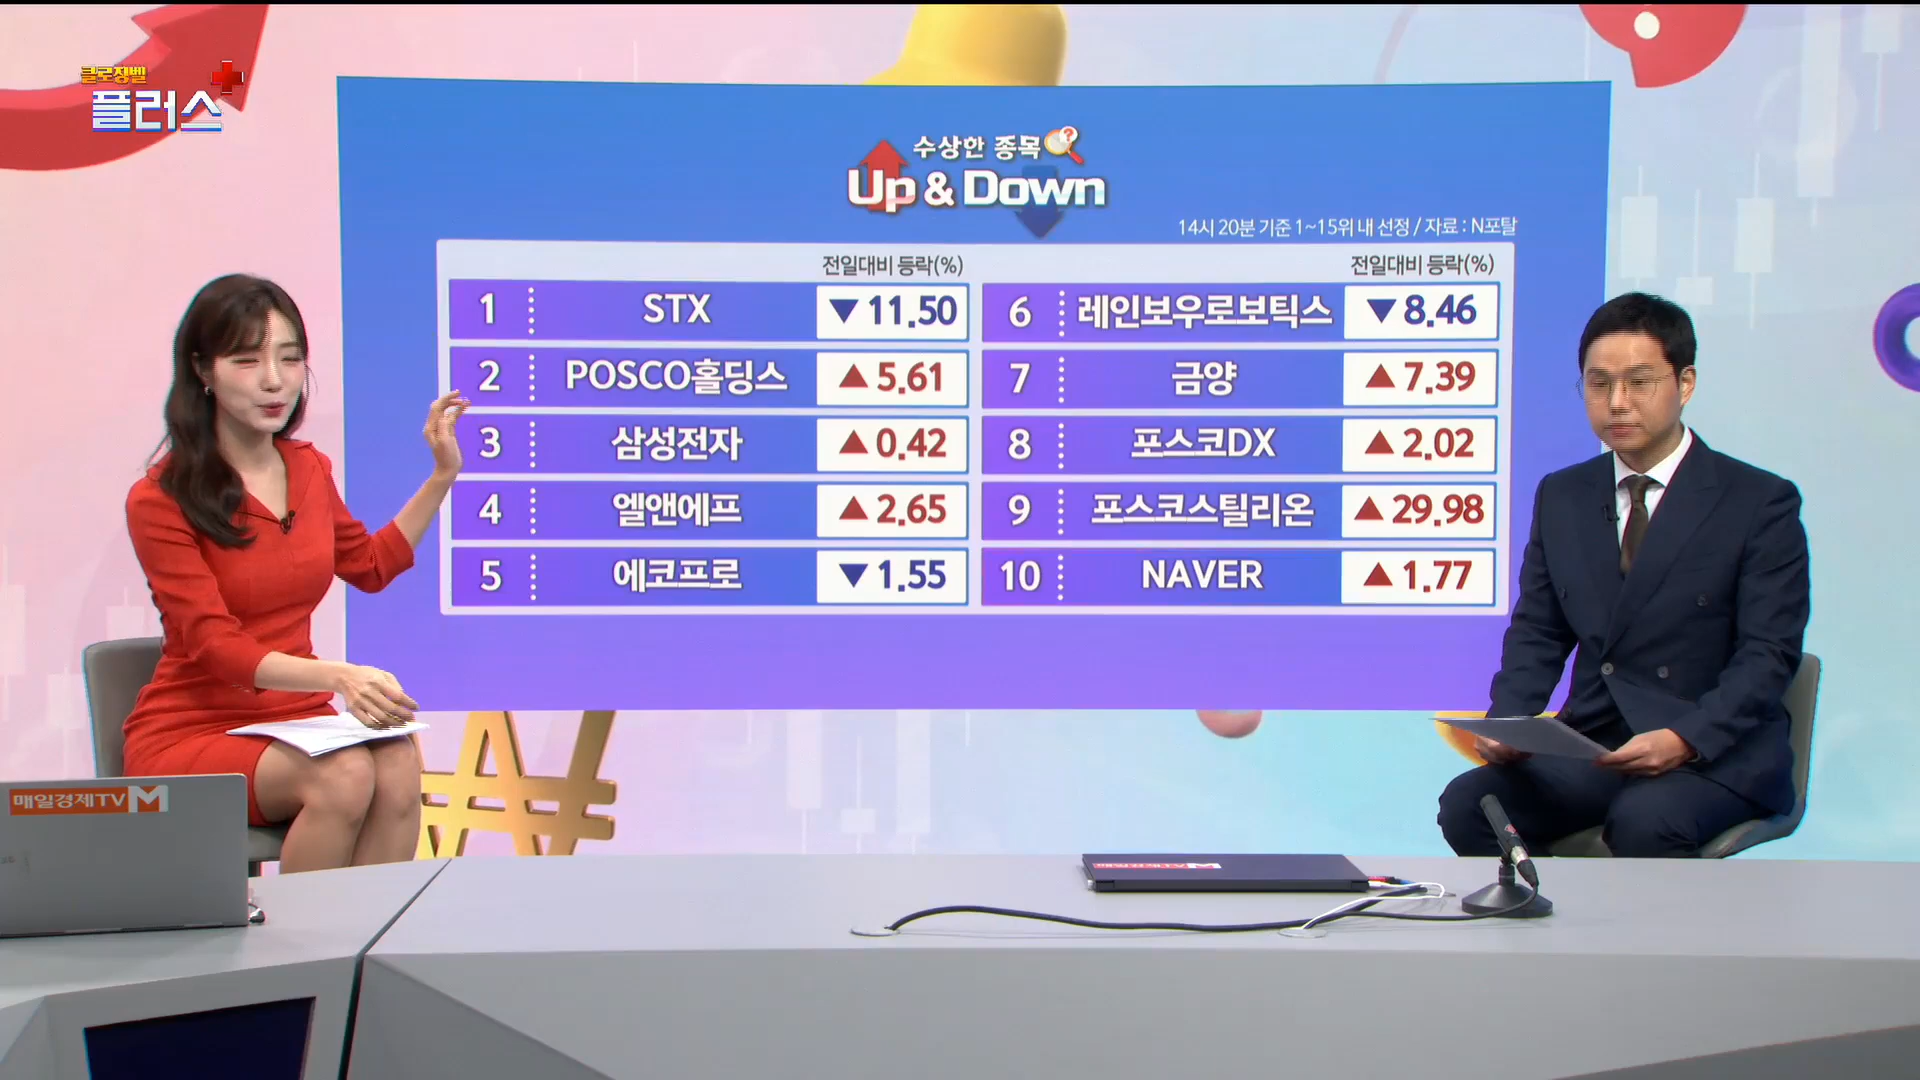 클로징벨
플러스
수상한 종목
Up & Down
14시 20분 기준 1~15위 내 선정 / 자료 : N포탈
전일대비 등락(%)
1 STX ▼ 11.50
2 POSCO홀딩스 ▲ 5.61
3 삼성전자 ▲ 0.42
4 엘앤에프 ▲ 2.65
5 에코프로 ▼ 1.55
전일대비 등락(%)
6 레인보우로보틱스 ▼ 8.46
7 금양 ▲ 7.39
8 포스코DX ▲ 2.02
9 포스코스틸리온 ▲ 29.98
10 NAVER ▲ 1.77
매일경제TV M